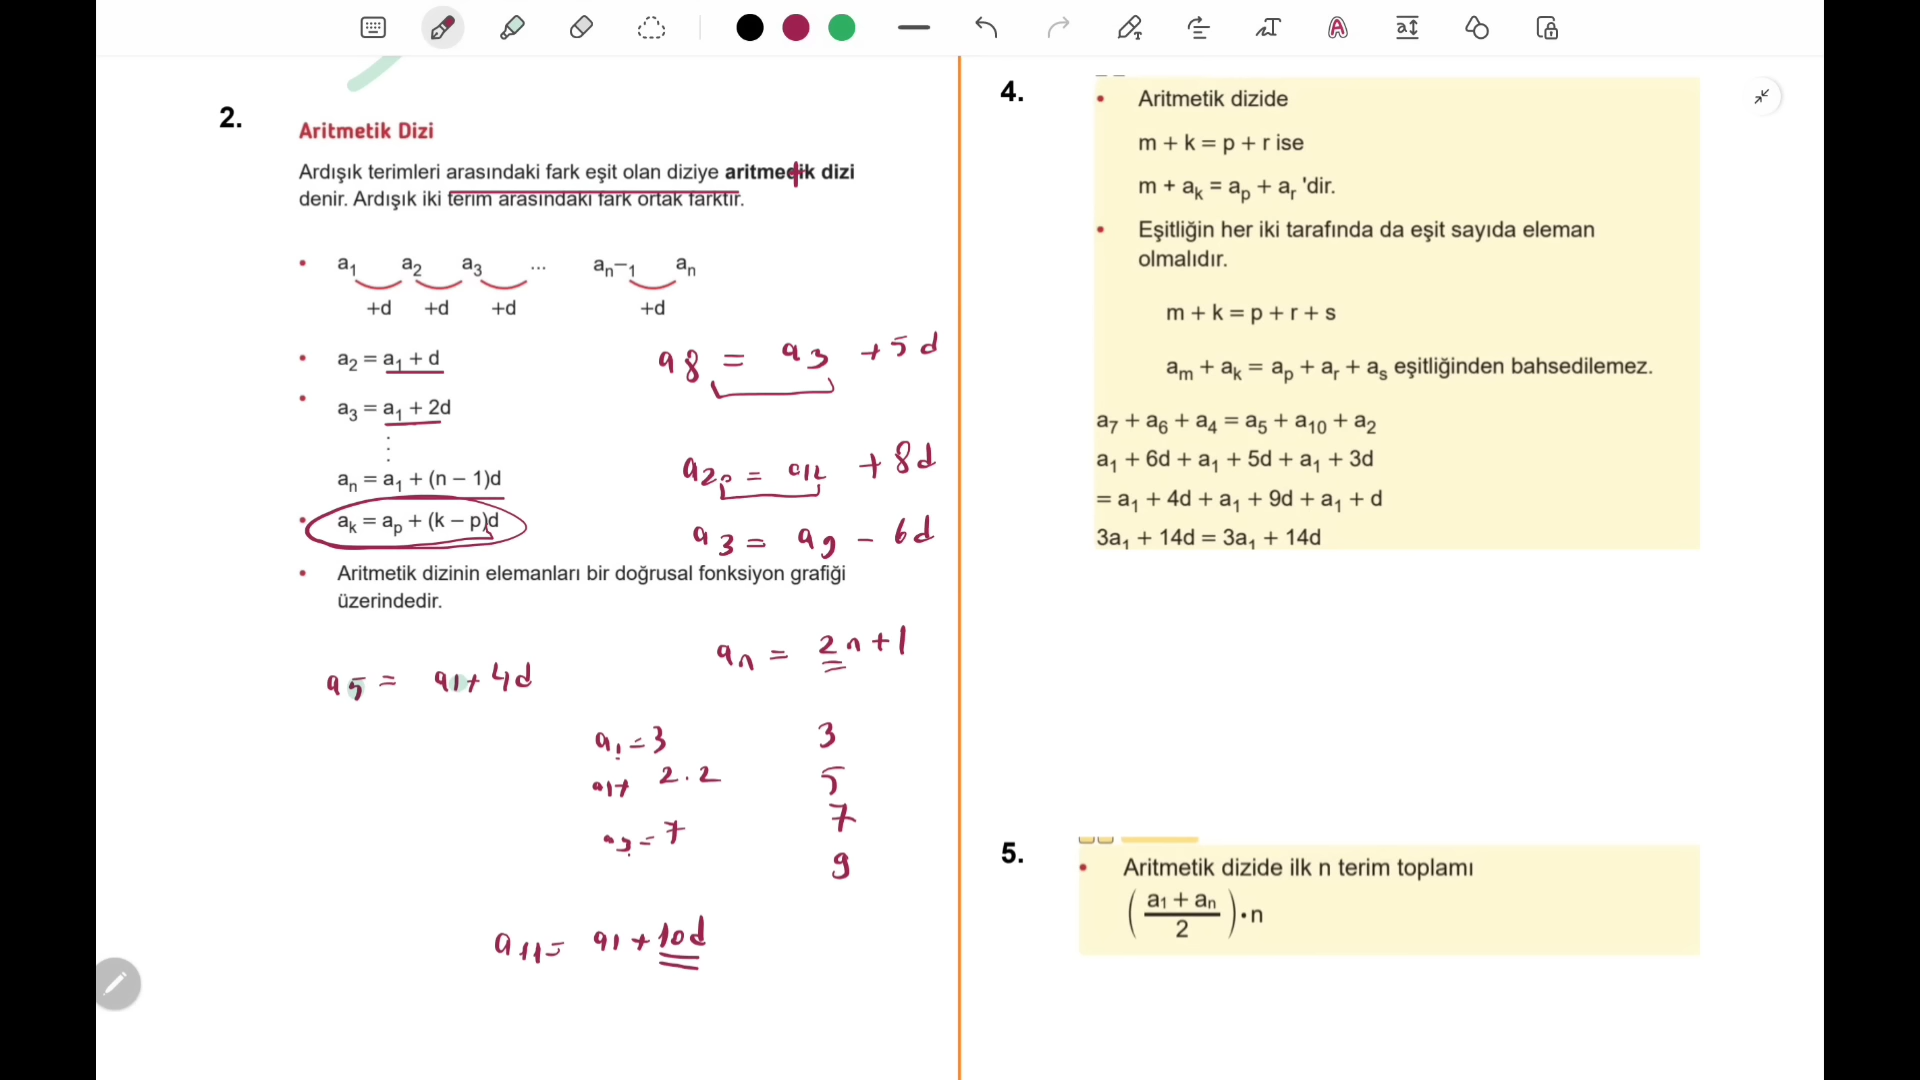 2.
Aritmetik Dizi
Ardışık terimleri arasındaki fark eşit olan diziye aritmetik dizi
denir. Ardışık iki terim arasındaki fark ortak farktır.
• a₁ a₂ a₃ ... aₙ₋₁ aₙ
+d +d +d +d
• a₂ = a₁ + d
• a₃ = a₁ + 2d
⋮
aₙ = a₁ + (n − 1)d
• aₖ = aₚ + (k − p)d
a8 = a3 + 5d
a20 = a12 + 8d
a3 = a9 − 6d
• Aritmetik dizinin elemanları bir doğrusal fonksiyon grafiği
üzerindedir.
a5 = a1 + 4d
an = 2n + 1
a1 = 3
a1 + 2.2
a3 = 7
3
5
7
9
a11 = a1 + 10d
4.
• Aritmetik dizide
m + k = p + r ise
m + aₖ = aₚ + aᵣ 'dir.
• Eşitliğin her iki tarafında da eşit sayıda eleman
olmalıdır.
m + k = p + r + s
aₘ + aₖ = aₚ + aᵣ + aₛ eşitliğinden bahsedilemez.
a₇ + a₆ + a₄ = a₅ + a₁₀ + a₂
a₁ + 6d + a₁ + 5d + a₁ + 3d
= a₁ + 4d + a₁ + 9d + a₁ + d
3a₁ + 14d = 3a₁ + 14d
5.
• Aritmetik dizide ilk n terim toplamı
((a₁ + aₙ)/2) • n